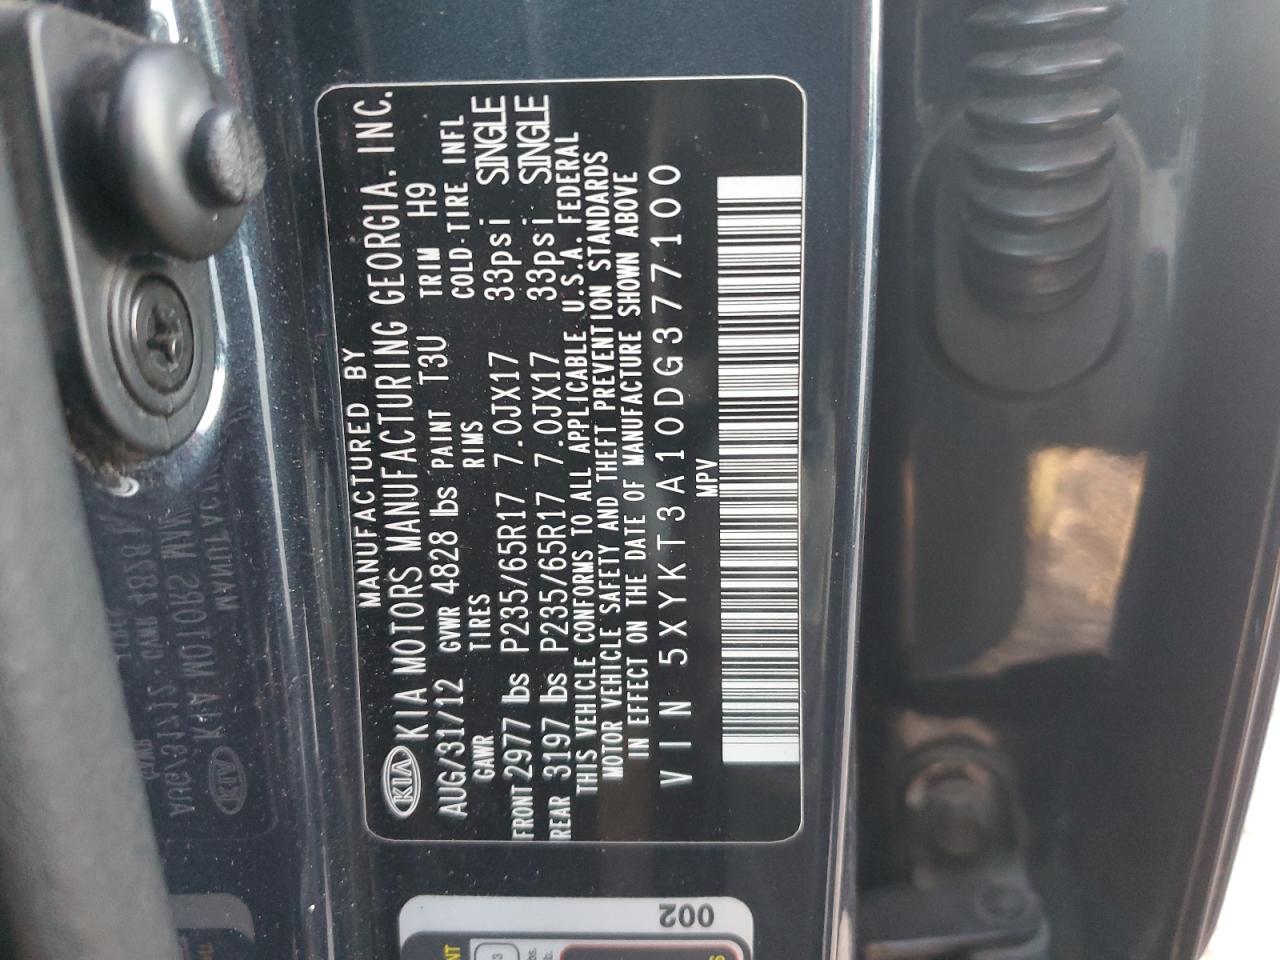 MANUFACTURED BY
KIA KIA MOTORS MANUFACTURING GEORGIA. INC.
AUG/31/12 GVWR 4828 lbs PAINT T3U TRIM H9
GAWR TIRES RIMS COLD-TIRE INFL
FRONT 2977 lbs P235/65R17 7.0JX17 33psi SINGLE
REAR 3197 lbs P235/65R17 7.0JX17 33psi SINGLE
THIS VEHICLE CONFORMS TO ALL APPLICABLE U.S.A. FEDERAL
MOTOR VEHICLE SAFETY AND THEFT PREVENTION STANDARDS
IN EFFECT ON THE DATE OF MANUFACTURE SHOWN ABOVE
VIN 5XYKT3A10DG377100
MPV
002